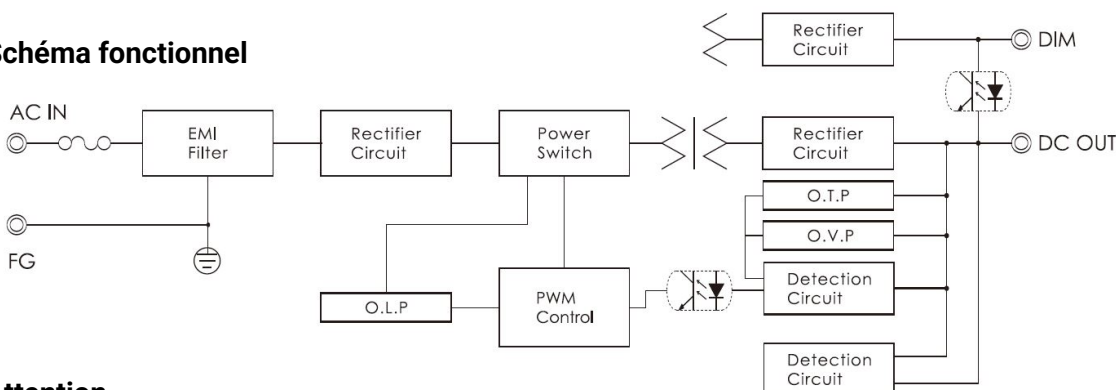 Rectifier
Circuit
DIM
Schéma fonctionnel
AC IN
EMI
Filter
Rectifier
Circuit
Power
Switch
Rectifier
Circuit
DC OUT
O.T.P
O.V.P
FG
O.L.P
PWM
Control
Detection
Circuit
Detection
Circuit
Attention